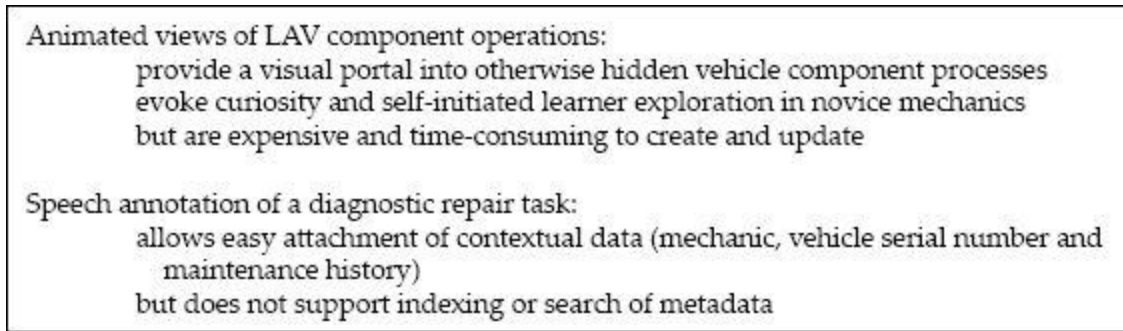 Animated views of LAV component operations:
provide a visual portal into otherwise hidden vehicle component processes
evoke curiosity and self-initiated learner exploration in novice mechanics
but are expensive and time-consuming to create and update
Speech annotation of a diagnostic repair task:
allows easy attachment of contextual data (mechanic, vehicle serial number and
maintenance history)
but does not support indexing or search of metadata